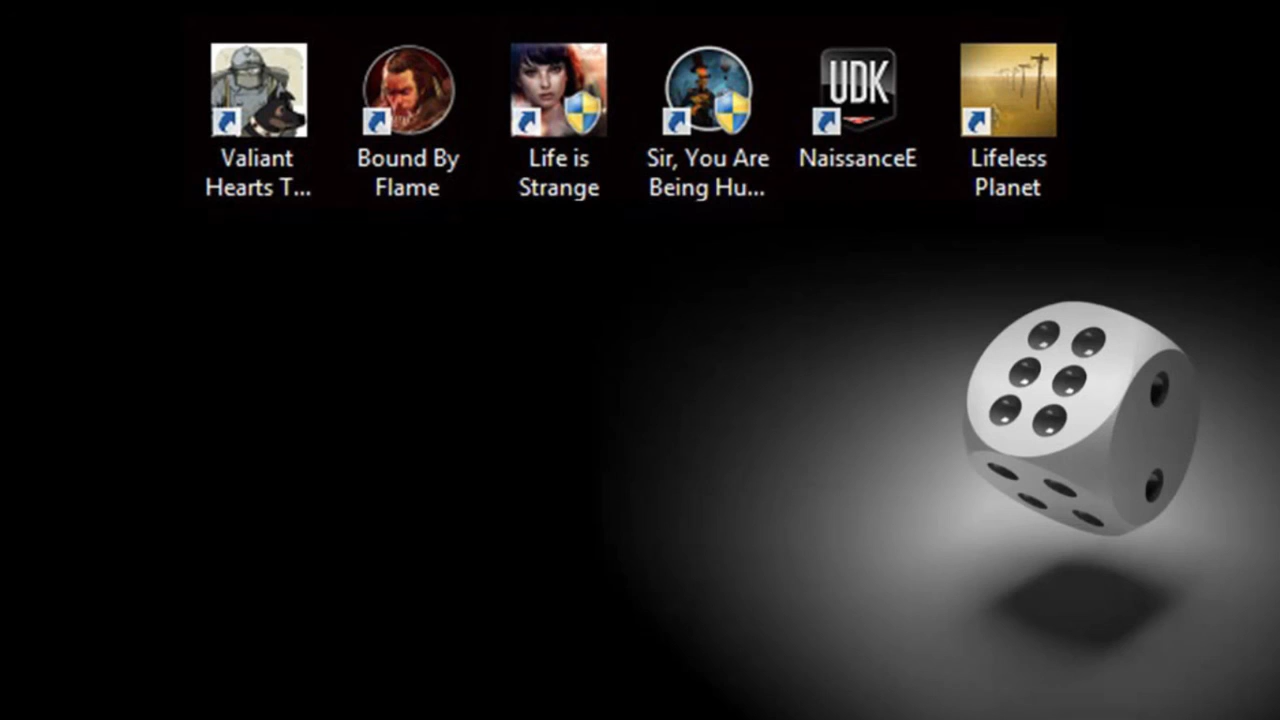 UDK
Valiant
Hearts T...
Bound By
Flame
Life is
Strange
Sir, You Are
Being Hu...
NaissanceE
Lifeless
Planet